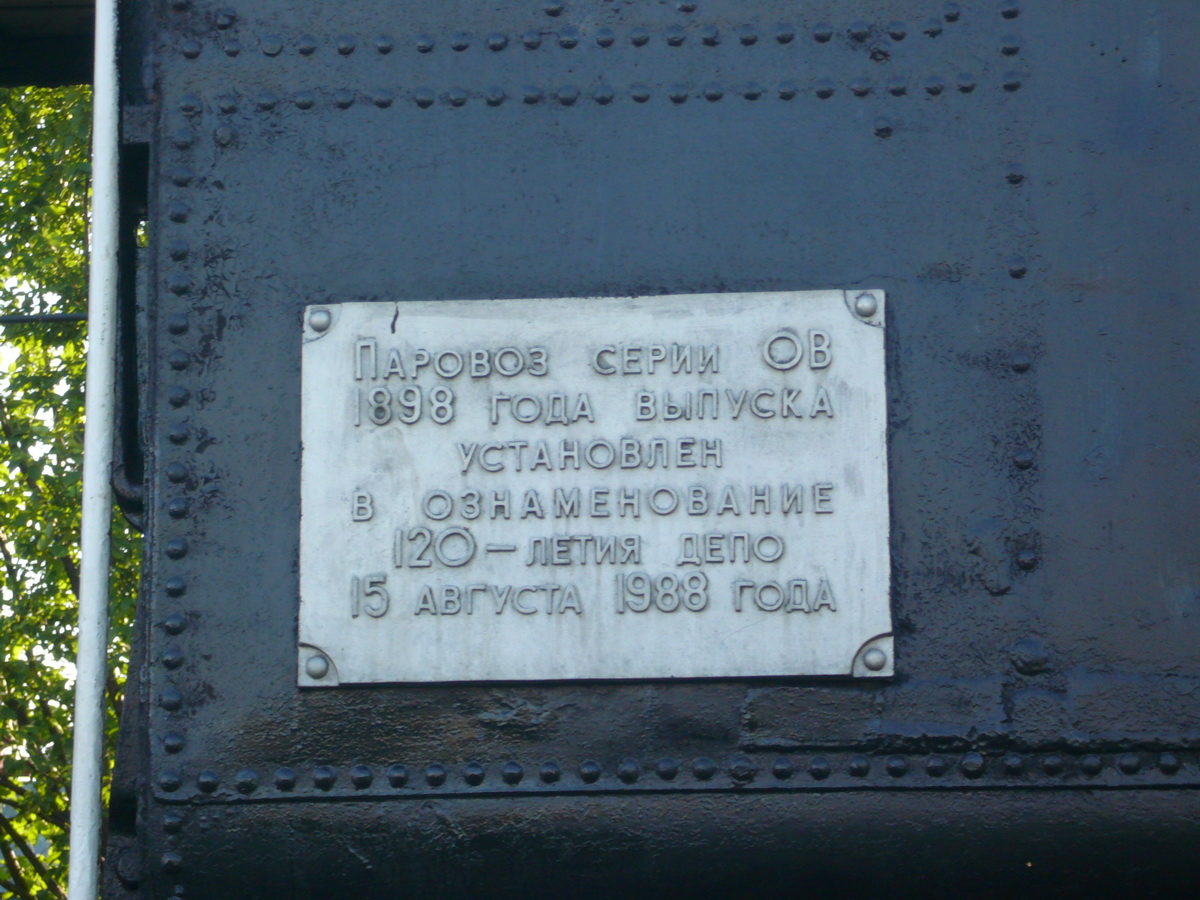 Паровоз серии ОВ
1898 года выпуска
установлен
в ознаменование
120-летия депо
15 августа 1988 года